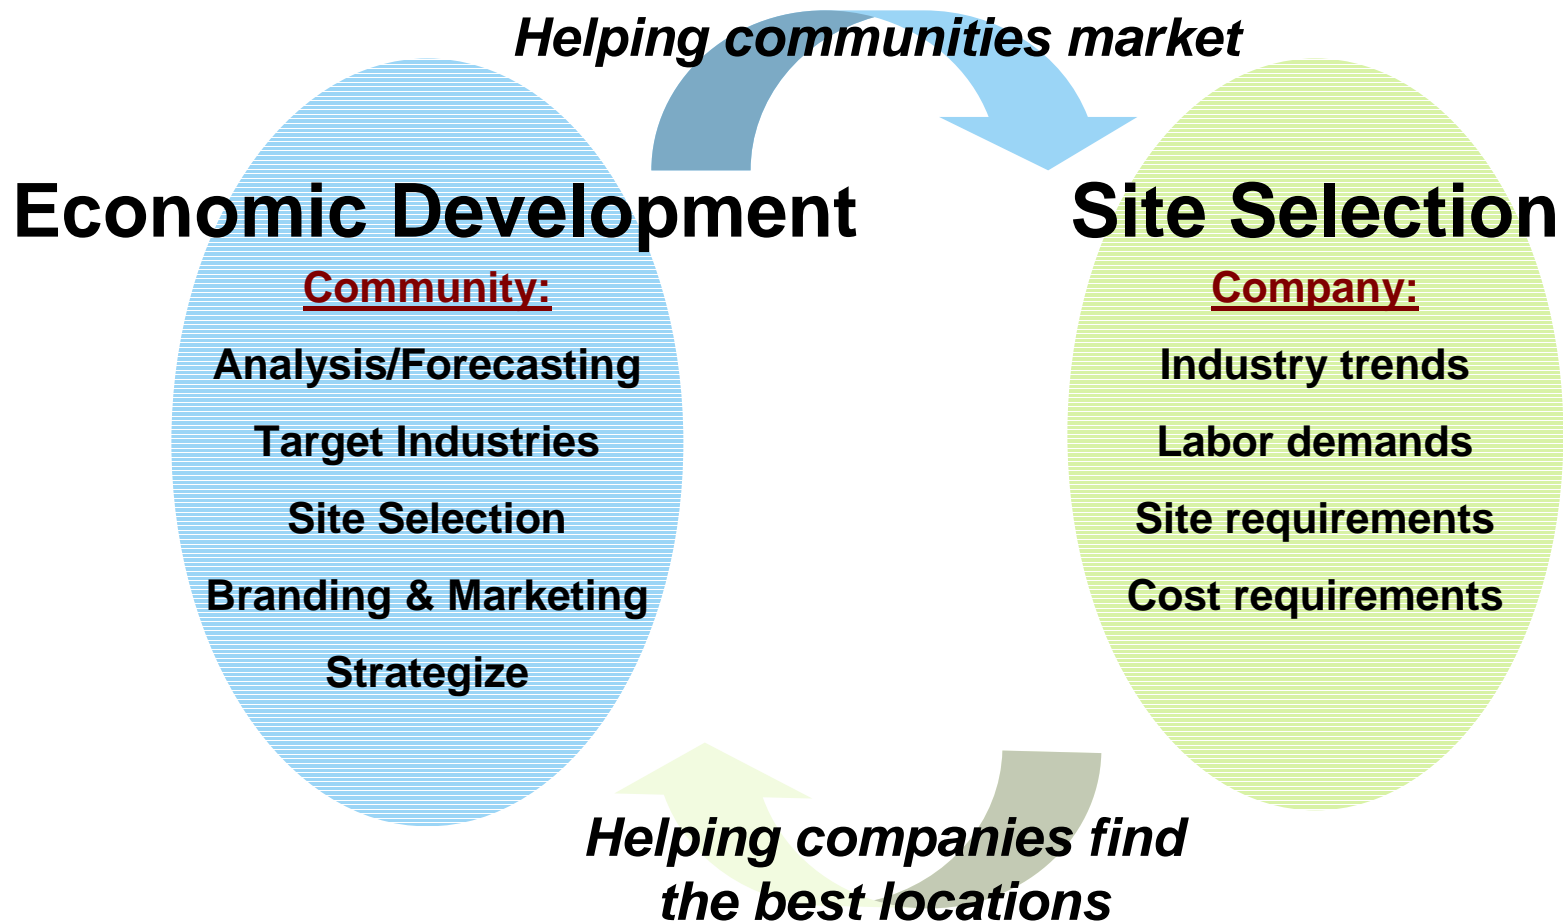 Helping communities market
Economic Development
Community:
Analysis/Forecasting
Target Industries
Site Selection
Branding & Marketing
Strategize
Site Selection
Company:
Industry trends
Labor demands
Site requirements
Cost requirements
Helping companies find
the best locations